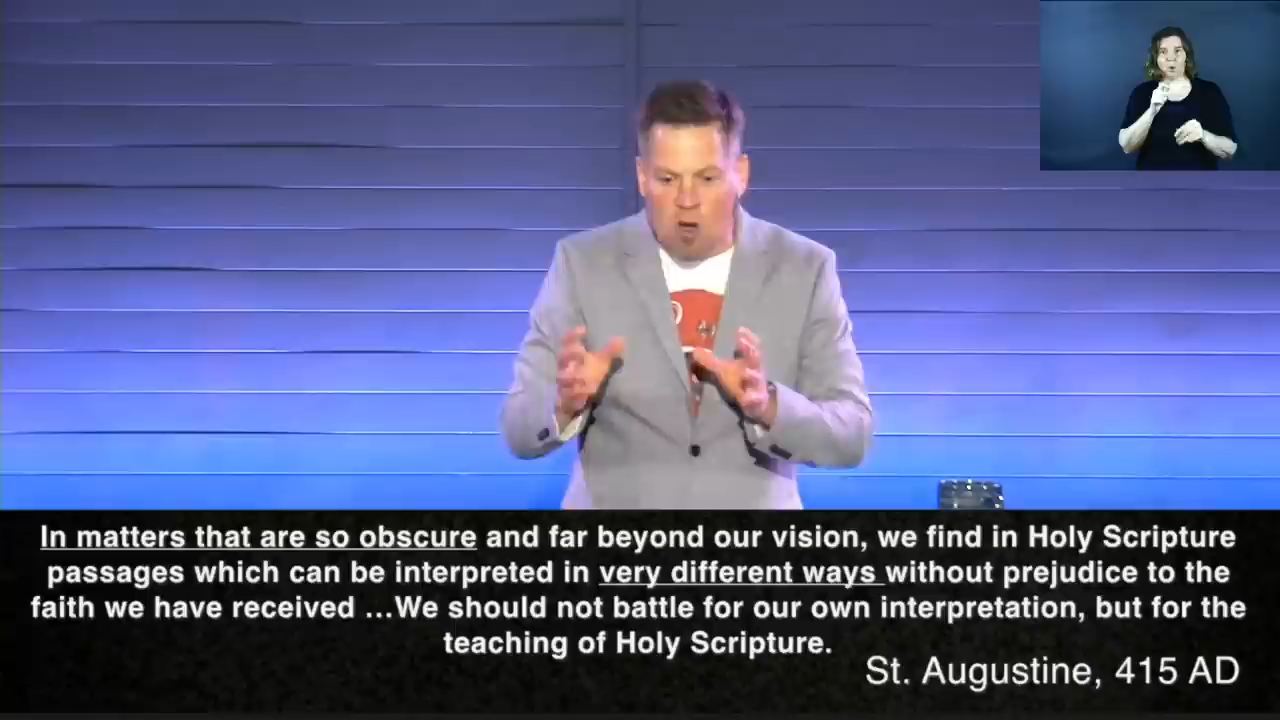 In matters that are so obscure and far beyond our vision, we find in Holy Scripture
passages which can be interpreted in very different ways without prejudice to the
faith we have received ...We should not battle for our own interpretation, but for the
teaching of Holy Scripture.
St. Augustine, 415 AD